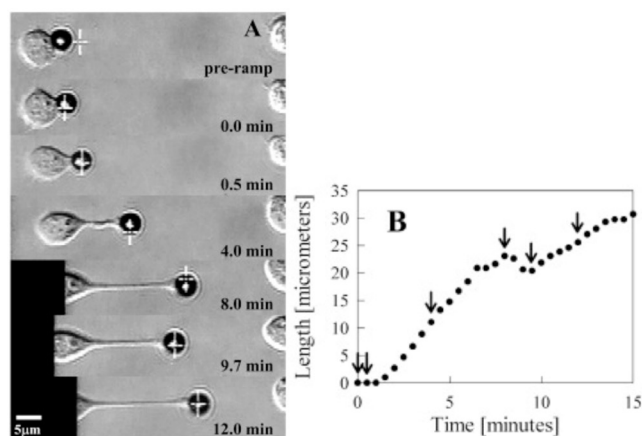 A
pre-ramp
0.0 min
0.5 min
4.0 min
8.0 min
9.7 min
12.0 min
5μm
B
Length [micrometers]
35
30
25
20
15
10
5
0
0 5 10 15
Time [minutes]